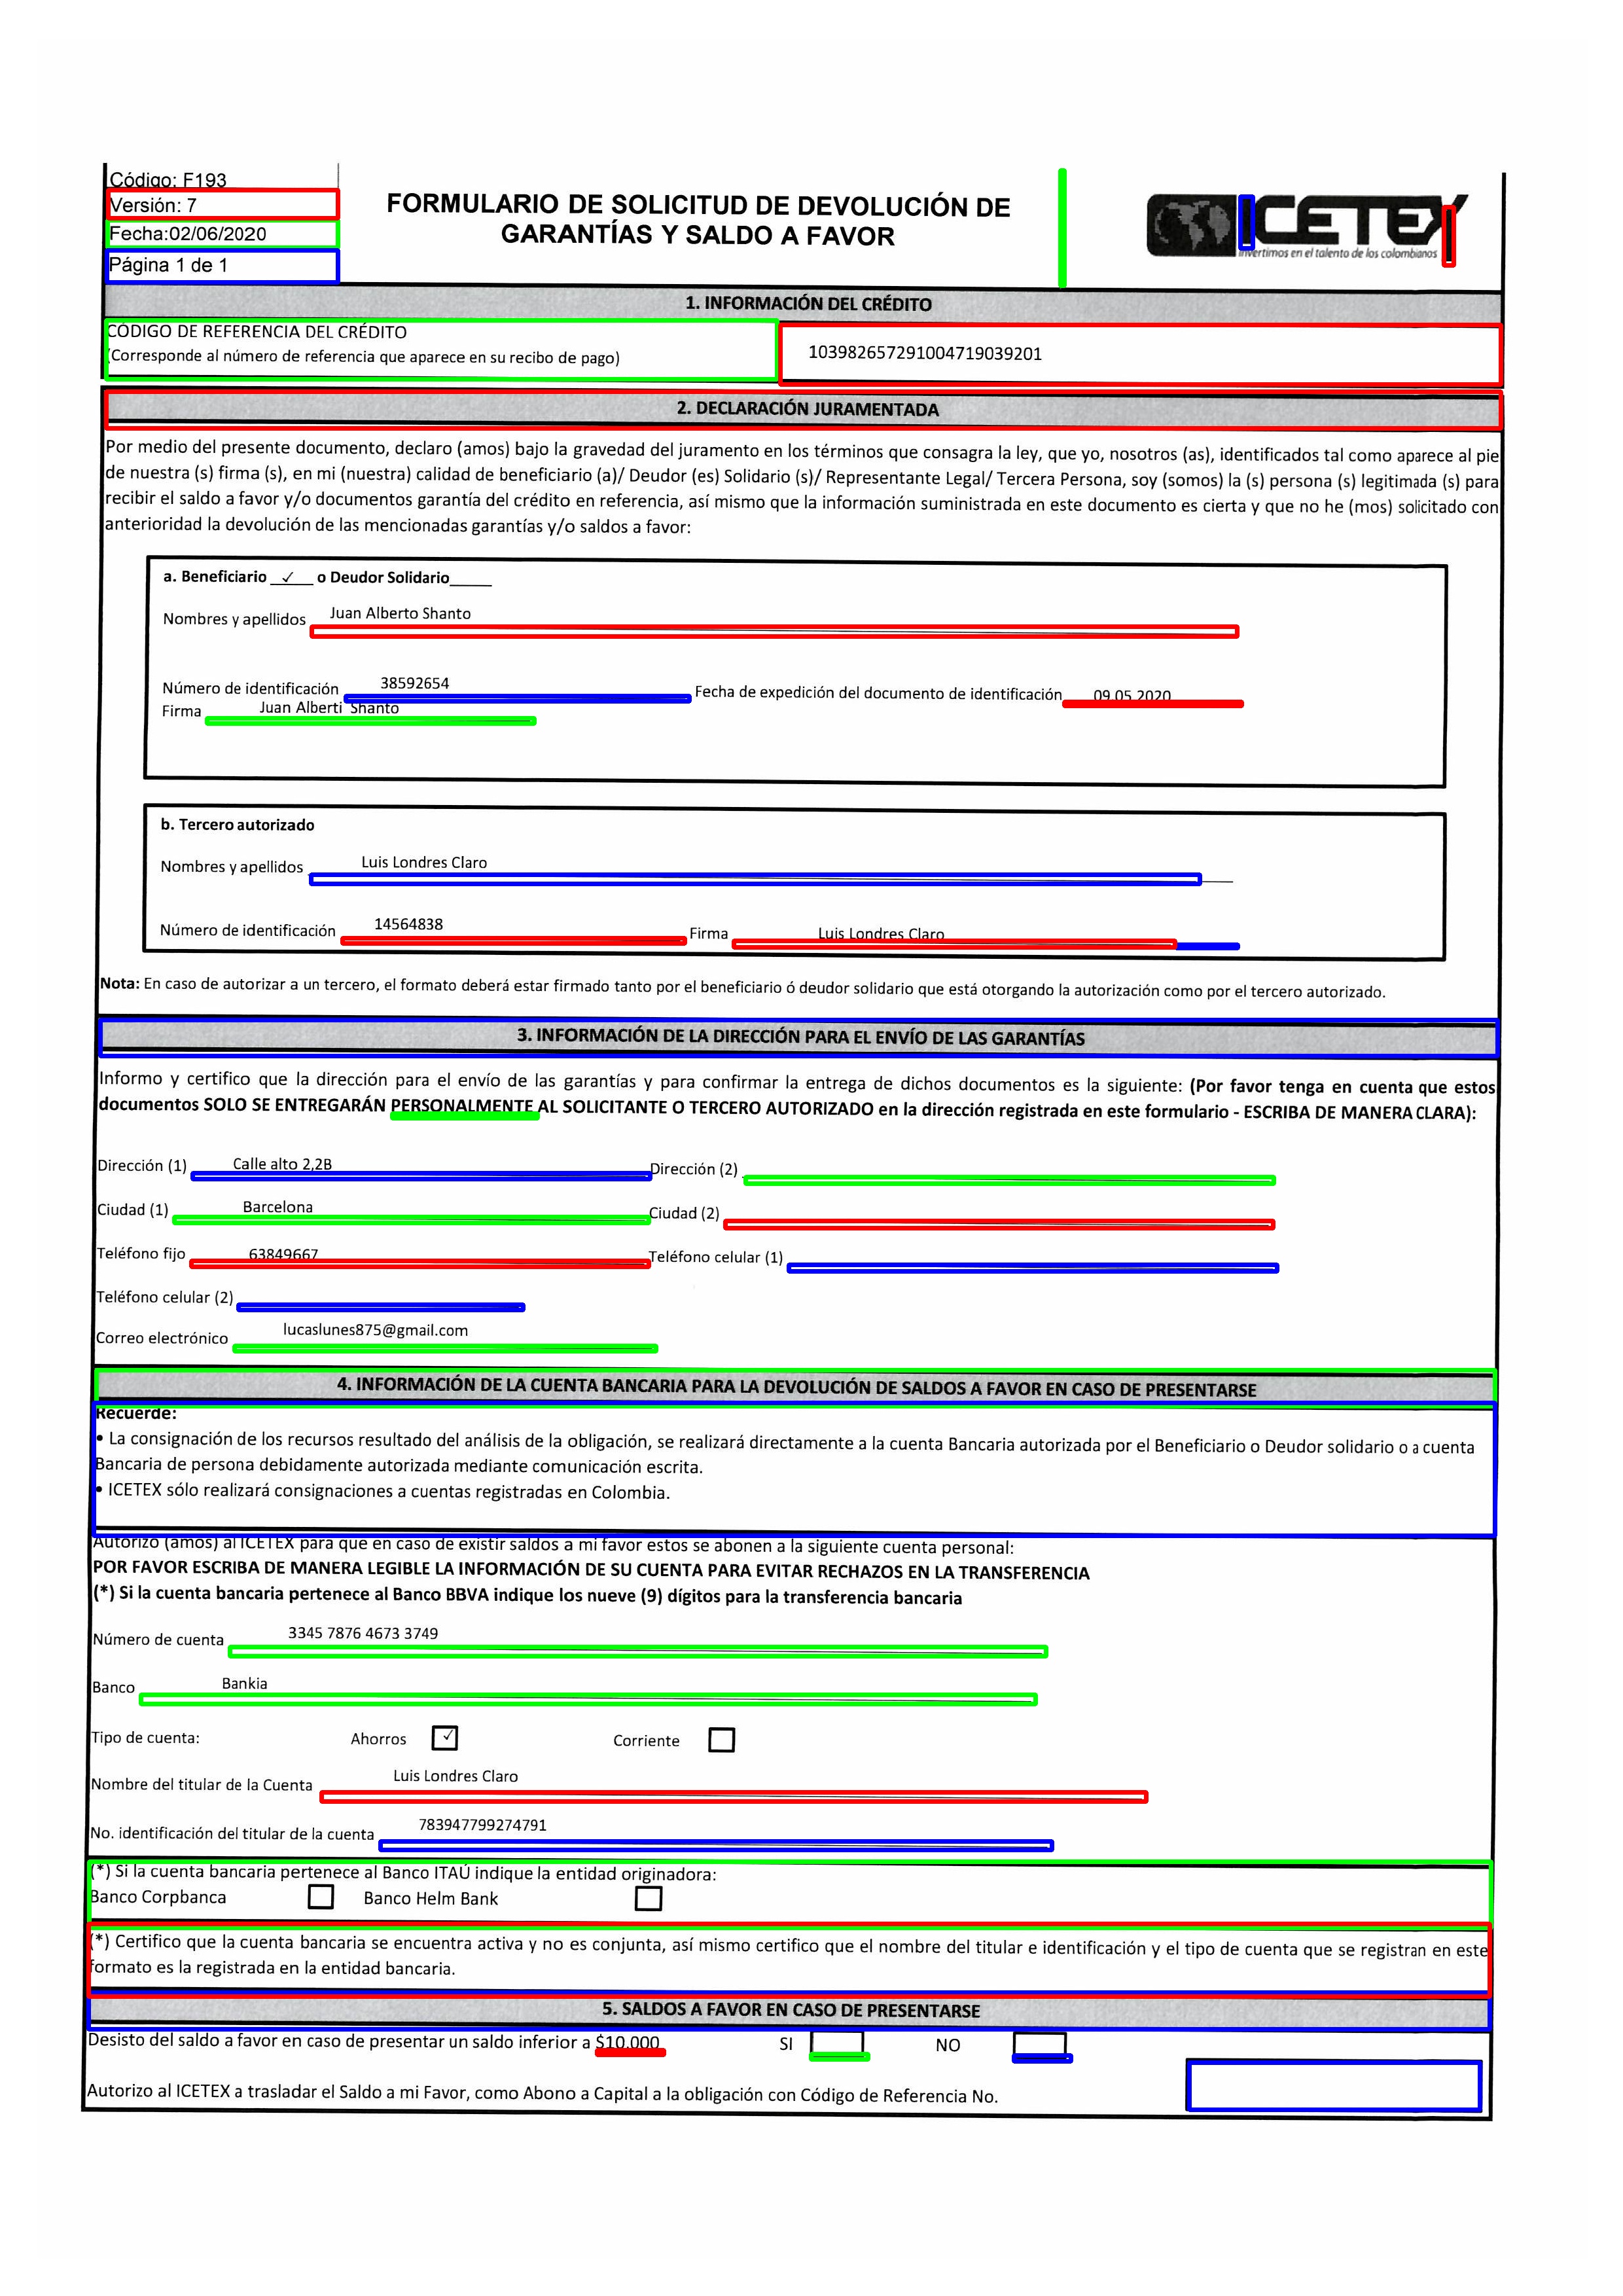 Código: F193
Versión: 7
Fecha:02/06/2020
Página 1 de 1
FORMULARIO DE SOLICITUD DE DEVOLUCIÓN DE
GARANTÍAS Y SALDO A FAVOR
ICETEX
Invertimos en el talento de los colombianos
1. INFORMACIÓN DEL CRÉDITO
CÓDIGO DE REFERENCIA DEL CRÉDITO
(Corresponde al número de referencia que aparece en su recibo de pago)
103982657291004719039201
2. DECLARACIÓN JURAMENTADA
Por medio del presente documento, declaro (amos) bajo la gravedad del juramento en los términos que consagra la ley, que yo, nosotros (as), identificados tal como aparece al pie
de nuestra (s) firma (s), en mi (nuestra) calidad de beneficiario (a)/ Deudor (es) Solidario (s)/ Representante Legal/ Tercera Persona, soy (somos) la (s) persona (s) legitimada (s) para
recibir el saldo a favor y/o documentos garantía del crédito en referencia, así mismo que la información suministrada en este documento es cierta y que no he (mos) solicitado con
anterioridad la devolución de las mencionadas garantías y/o saldos a favor:
a. Beneficiario __✓__ o Deudor Solidario_____
Nombres y apellidos Juan Alberto Shanto
Número de identificación 38592654 Fecha de expedición del documento de identificación 09.05.2020
Firma Juan Alberti Shanto
b. Tercero autorizado
Nombres y apellidos Luis Londres Claro
Número de identificación 14564838 Firma Luis Londres Claro
Nota: En caso de autorizar a un tercero, el formato deberá estar firmado tanto por el beneficiario ó deudor solidario que está otorgando la autorización como por el tercero autorizado.
3. INFORMACIÓN DE LA DIRECCIÓN PARA EL ENVÍO DE LAS GARANTÍAS
Informo y certifico que la dirección para el envío de las garantías y para confirmar la entrega de dichos documentos es la siguiente: (Por favor tenga en cuenta que estos
documentos SOLO SE ENTREGARÁN PERSONALMENTE AL SOLICITANTE O TERCERO AUTORIZADO en la dirección registrada en este formulario - ESCRIBA DE MANERA CLARA):
Dirección (1) Calle alto 2,2B Dirección (2)
Ciudad (1) Barcelona Ciudad (2)
Teléfono fijo 63849667 Teléfono celular (1)
Teléfono celular (2)
Correo electrónico lucaslunes875@gmail.com
4. INFORMACIÓN DE LA CUENTA BANCARIA PARA LA DEVOLUCIÓN DE SALDOS A FAVOR EN CASO DE PRESENTARSE
Recuerde:
• La consignación de los recursos resultado del análisis de la obligación, se realizará directamente a la cuenta Bancaria autorizada por el Beneficiario o Deudor solidario o a cuenta
Bancaria de persona debidamente autorizada mediante comunicación escrita.
• ICETEX sólo realizará consignaciones a cuentas registradas en Colombia.
Autorizo (amos) al ICETEX para que en caso de existir saldos a mi favor estos se abonen a la siguiente cuenta personal:
POR FAVOR ESCRIBA DE MANERA LEGIBLE LA INFORMACIÓN DE SU CUENTA PARA EVITAR RECHAZOS EN LA TRANSFERENCIA
(*) Si la cuenta bancaria pertenece al Banco BBVA indique los nueve (9) dígitos para la transferencia bancaria
Número de cuenta 3345 7876 4673 3749
Banco Bankia
Tipo de cuenta: Ahorros ✓ Corriente
Nombre del titular de la Cuenta Luis Londres Claro
No. identificación del titular de la cuenta 783947799274791
(*) Si la cuenta bancaria pertenece al Banco ITAÚ indique la entidad originadora:
Banco Corpbanca Banco Helm Bank
(*) Certifico que la cuenta bancaria se encuentra activa y no es conjunta, así mismo certifico que el nombre del titular e identificación y el tipo de cuenta que se registran en este
formato es la registrada en la entidad bancaria.
5. SALDOS A FAVOR EN CASO DE PRESENTARSE
Desisto del saldo a favor en caso de presentar un saldo inferior a $10.000 SI NO
Autorizo al ICETEX a trasladar el Saldo a mi Favor, como Abono a Capital a la obligación con Código de Referencia No.